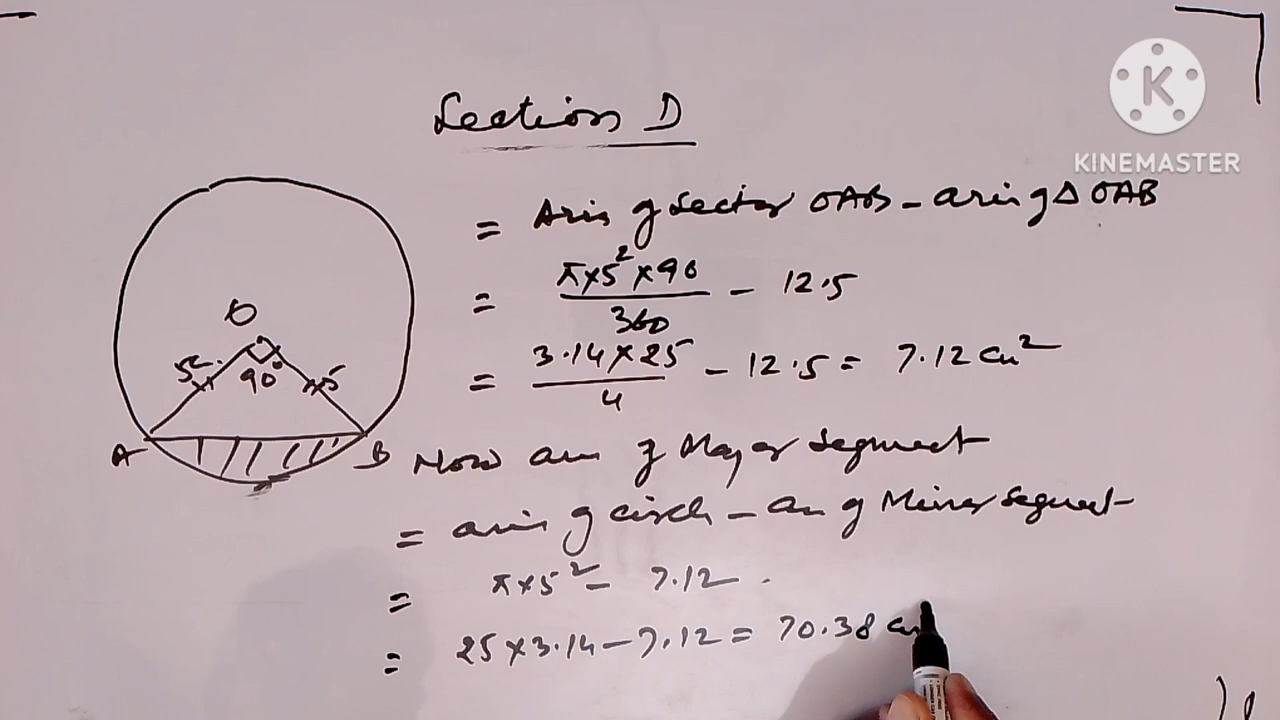 K
KINEMASTER
Section D
= Area of Sector OAB - area of Δ OAB
= π×5²×90 / 360 - 12.5
= 3.14×25 / 4 - 12.5 = 7.12 cm²
O
5
90°
5
A
B
Now area of Major Segment
= area of circle - area of Minor Segment
= π×5² - 7.12
= 25×3.14 - 7.12 = 70.38 cm